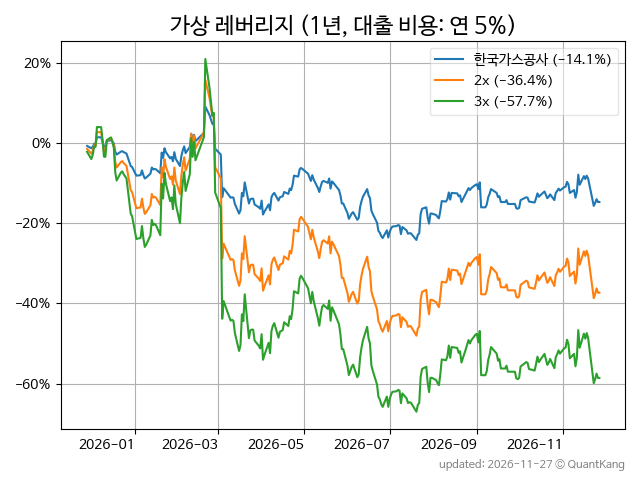 가상 레버리지 (1년, 대출 비용: 연 5%)
한국가스공사 (−14.1%)
2x (−36.4%)
3x (−57.7%)
20%
0%
−20%
−40%
−60%
2026-01 2026-03 2026-05 2026-07 2026-09 2026-11
updated: 2026-11-27 © QuantKang